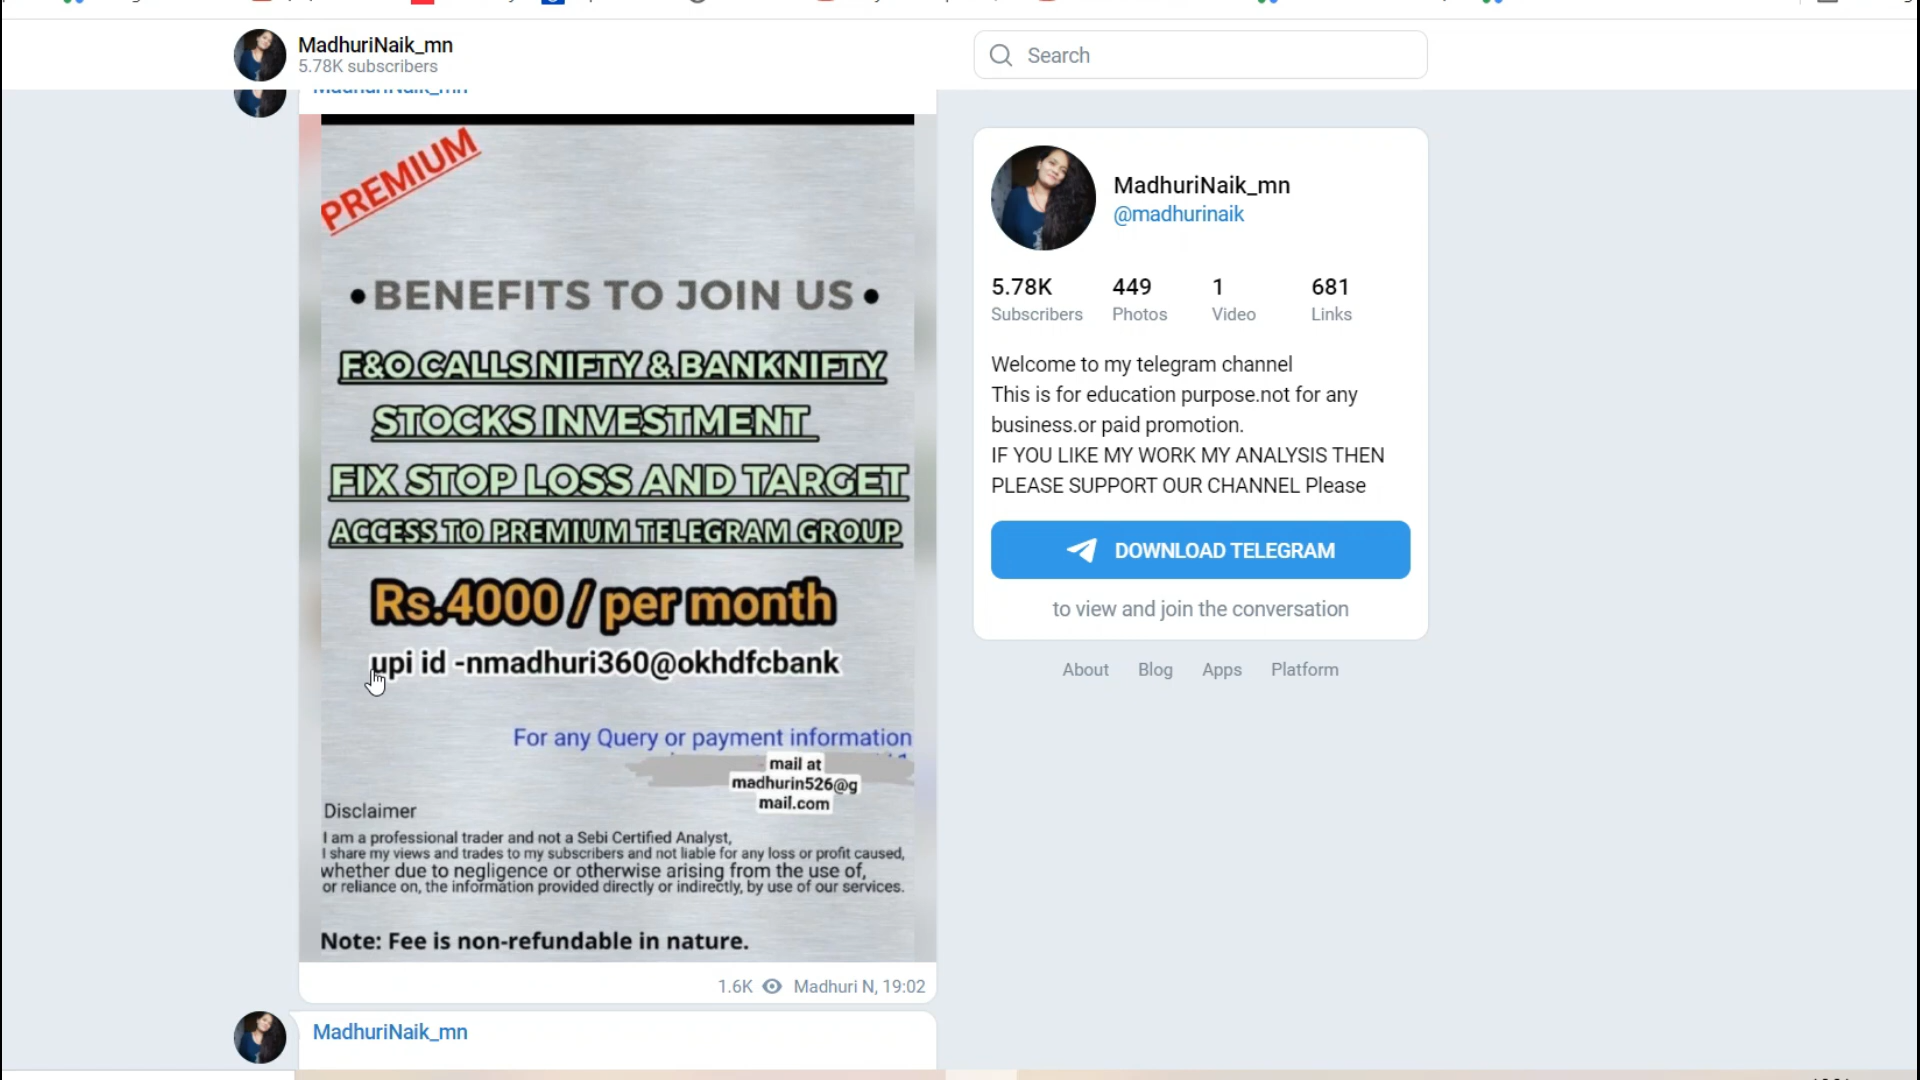 MadhuriNaik_mn
5.78K subscribers
Search
MadhuriNaik_mn
PREMIUM
• BENEFITS TO JOIN US •
F&O CALLS NIFTY & BANKNIFTY
STOCKS INVESTMENT
FIX STOP LOSS AND TARGET
ACCESS TO PREMIUM TELEGRAM GROUP
Rs.4000 / per month
upi id -nmadhuri360@okhdfcbank
For any Query or payment information
mail at
madhurin526@g
mail.com
Disclaimer
I am a professional trader and not a Sebi Certified Analyst,
I share my views and trades to my subscribers and not liable for any loss or profit caused,
whether due to negligence or otherwise arising from the use of,
or reliance on, the information provided directly or indirectly, by use of our services.
Note: Fee is non-refundable in nature.
1.6K Madhuri N, 19:02
MadhuriNaik_mn
MadhuriNaik_mn
@madhurinaik
5.78K 449 1 681
Subscribers Photos Video Links
Welcome to my telegram channel
This is for education purpose.not for any
business.or paid promotion.
IF YOU LIKE MY WORK MY ANALYSIS THEN
PLEASE SUPPORT OUR CHANNEL Please
DOWNLOAD TELEGRAM
to view and join the conversation
About Blog Apps Platform